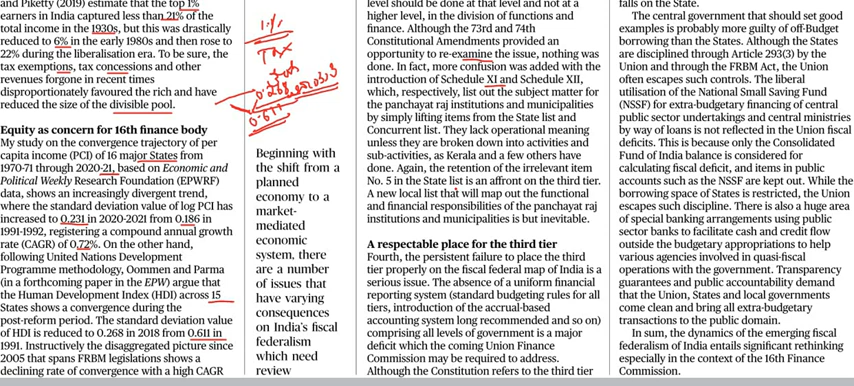 and Piketty (2019) estimate that the top 1%
earners in India captured less than 21% of the
total income in the 1930s, but this was drastically
reduced to 6% in the early 1980s and then rose to
22% during the liberalisation era. To be sure, the
tax exemptions, tax concessions and other
revenues forgone in recent times
disproportionately favoured the rich and have
reduced the size of the divisible pool.
Equity as concern for 16th finance body
My study on the convergence trajectory of per
capita income (PCI) of 16 major States from
1970-71 through 2020-21, based on Economic and
Political Weekly Research Foundation (EPWRF)
data, shows an increasingly divergent trend,
where the standard deviation value of log PCI has
increased to 0.231 in 2020-2021 from 0.186 in
1991-1992, registering a compound annual growth
rate (CAGR) of 0.72%. On the other hand,
following United Nations Development
Programme methodology, Oommen and Parma
(in a forthcoming paper in the EPW) argue that
the Human Development Index (HDI) across 15
States shows a convergence during the
post-reform period. The standard deviation value
of HDI is reduced to 0.268 in 2018 from 0.611 in
1991. Instructively the disaggregated picture since
2005 that spans FRBM legislations shows a
declining rate of convergence with a high CAGR
1%
Tax
0.268
0.611
Beginning with
the shift from a
planned
economy to a
market-
mediated
economic
system, there
are a number
of issues that
have varying
consequences
on India's fiscal
federalism
which need
review
level should be done at that level and not at a
higher level, in the division of functions and
finance. Although the 73rd and 74th
Constitutional Amendments provided an
opportunity to re-examine the issue, nothing was
done. In fact, more confusion was added with the
introduction of Schedule XI and Schedule XII,
which, respectively, list out the subject matter for
the panchayat raj institutions and municipalities
by simply lifting items from the State list and
Concurrent list. They lack operational meaning
unless they are broken down into activities and
sub-activities, as Kerala and a few others have
done. Again, the retention of the irrelevant item
No. 5 in the State list is an affront on the third tier.
A new local list that will map out the functional
and financial responsibilities of the panchayat raj
institutions and municipalities is but inevitable.
A respectable place for the third tier
Fourth, the persistent failure to place the third
tier properly on the fiscal federal map of India is a
serious issue. The absence of a uniform financial
reporting system (standard budgeting rules for all
tiers, introduction of the accrual-based
accounting system long recommended and so on)
comprising all levels of government is a major
deficit which the coming Union Finance
Commission may be required to address.
Although the Constitution refers to the third tier
falls on the State.
The central government that should set good
examples is probably more guilty of off-Budget
borrowing than the States. Although the States
are disciplined through Article 293(3) by the
Union and through the FRBM Act, the Union
often escapes such controls. The liberal
utilisation of the National Small Saving Fund
(NSSF) for extra-budgetary financing of central
public sector undertakings and central ministries
by way of loans is not reflected in the Union fiscal
deficits. This is because only the Consolidated
Fund of India balance is considered for
calculating fiscal deficit, and items in public
accounts such as the NSSF are kept out. While the
borrowing space of States is restricted, the Union
escapes such discipline. There is also a huge area
of special banking arrangements using public
sector banks to facilitate cash and credit flow
outside the budgetary appropriations to help
various agencies involved in quasi-fiscal
operations with the government. Transparency
guarantees and public accountability demand
that the Union, States and local governments
come clean and bring all extra-budgetary
transactions to the public domain.
In sum, the dynamics of the emerging fiscal
federalism of India entails significant rethinking
especially in the context of the 16th Finance
Commission.